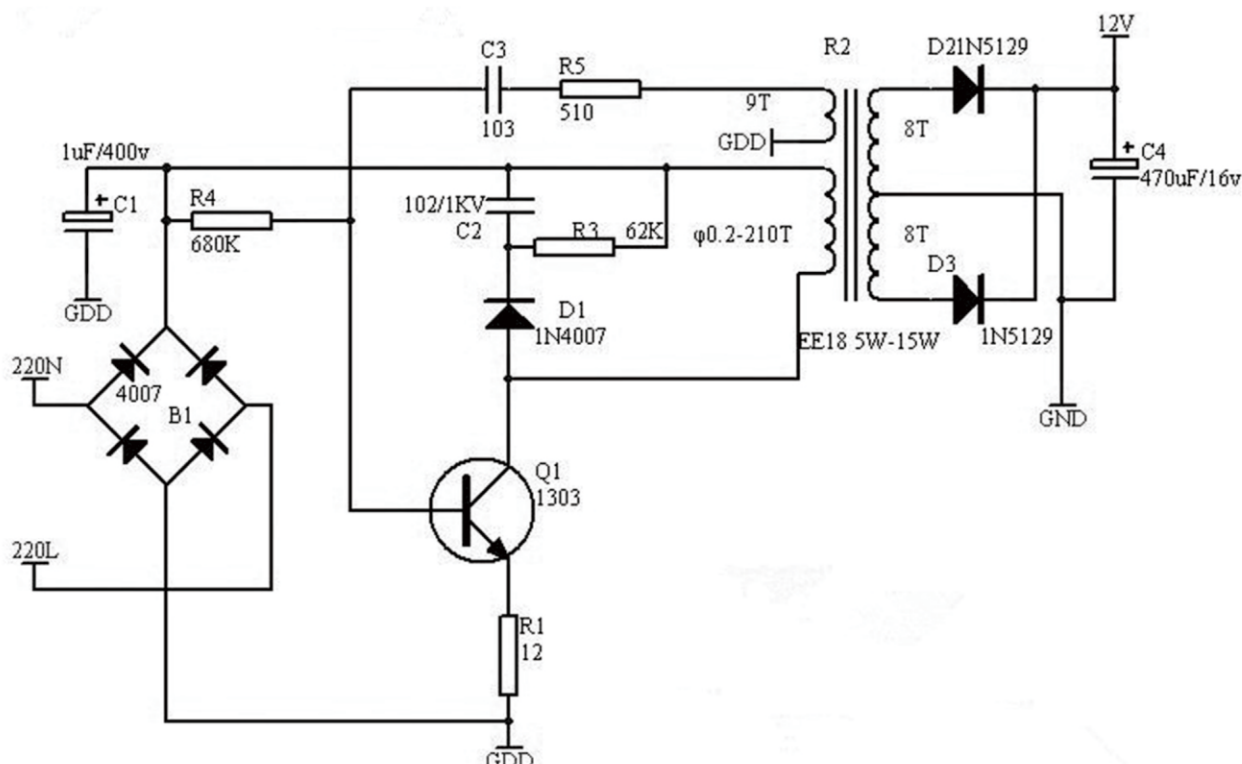 12V
C3
R5
R2
D21N5129
510
103
9T
GDD
8T
C4
470uF/16v
1uF/400v
C1
R4
680K
102/1KV
C2
R3
62K
φ0.2-210T
8T
D3
GDD
D1
1N4007
EE18 5W-15W
1N5129
220N
4007
B1
GND
Q1
1303
220L
R1
12
GDD